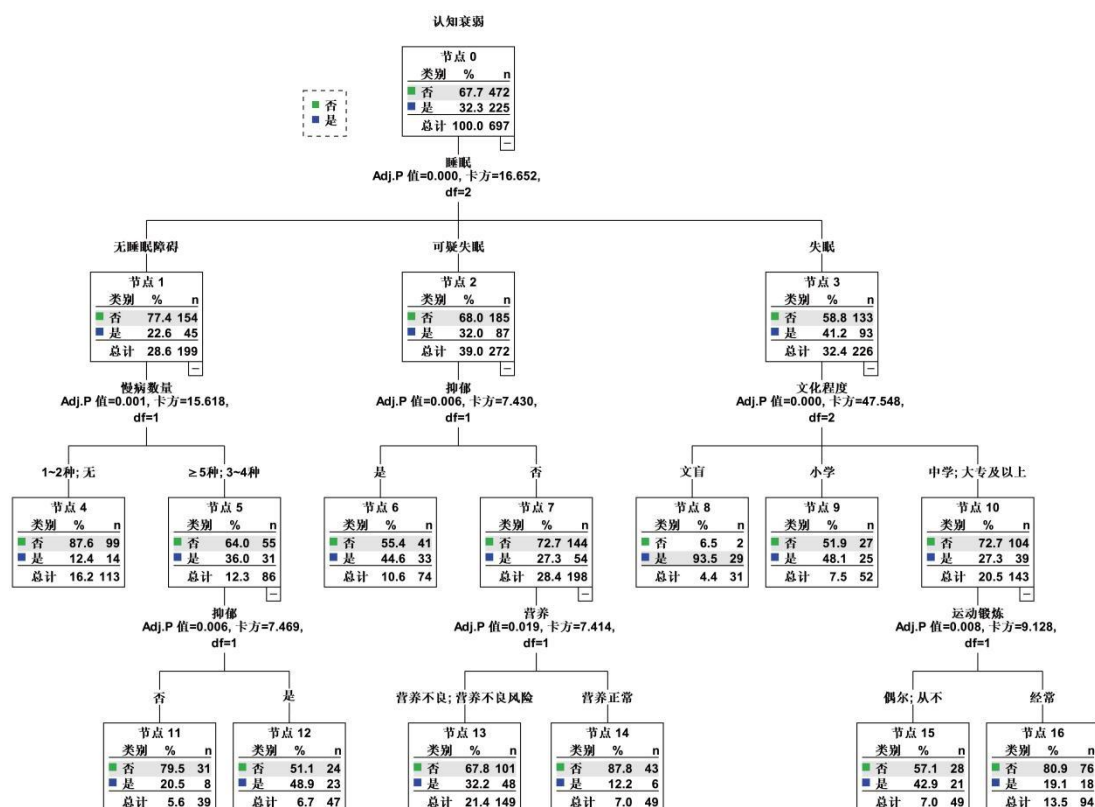 认知衰弱
节点 0
类别 % n
否 67.7 472
是 32.3 225
总计 100.0 697
否
是
睡眠
Adj.P 值=0.000, 卡方=16.652,
df=2
无睡眠障碍
可疑失眠
失眠
节点 1
类别 % n
否 77.4 154
是 22.6 45
总计 28.6 199
节点 2
类别 % n
否 68.0 185
是 32.0 87
总计 39.0 272
节点 3
类别 % n
否 58.8 133
是 41.2 93
总计 32.4 226
慢病数量
Adj.P 值=0.001, 卡方=15.618,
df=1
抑郁
Adj.P 值=0.006, 卡方=7.430,
df=1
文化程度
Adj.P 值=0.000, 卡方=47.548,
df=2
1~2种; 无
≥5种; 3~4种
是
否
文盲
小学
中学; 大专及以上
节点 4
类别 % n
否 87.6 99
是 12.4 14
总计 16.2 113
节点 5
类别 % n
否 64.0 55
是 36.0 31
总计 12.3 86
节点 6
类别 % n
否 55.4 41
是 44.6 33
总计 10.6 74
节点 7
类别 % n
否 72.7 144
是 27.3 54
总计 28.4 198
节点 8
类别 % n
否 6.5 2
是 93.5 29
总计 4.4 31
节点 9
类别 % n
否 51.9 27
是 48.1 25
总计 7.5 52
节点 10
类别 % n
否 72.7 104
是 27.3 39
总计 20.5 143
抑郁
Adj.P 值=0.006, 卡方=7.469,
df=1
营养
Adj.P 值=0.019, 卡方=7.414,
df=1
运动锻炼
Adj.P 值=0.008, 卡方=9.128,
df=1
否
是
营养不良; 营养不良风险
营养正常
偶尔; 从不
经常
节点 11
类别 % n
否 79.5 31
是 20.5 8
总计 5.6 39
节点 12
类别 % n
否 51.1 24
是 48.9 23
总计 6.7 47
节点 13
类别 % n
否 67.8 101
是 32.2 48
总计 21.4 149
节点 14
类别 % n
否 87.8 43
是 12.2 6
总计 7.0 49
节点 15
类别 % n
否 57.1 28
是 42.9 21
总计 7.0 49
节点 16
类别 % n
否 80.9 76
是 19.1 18
总计 13.5 94